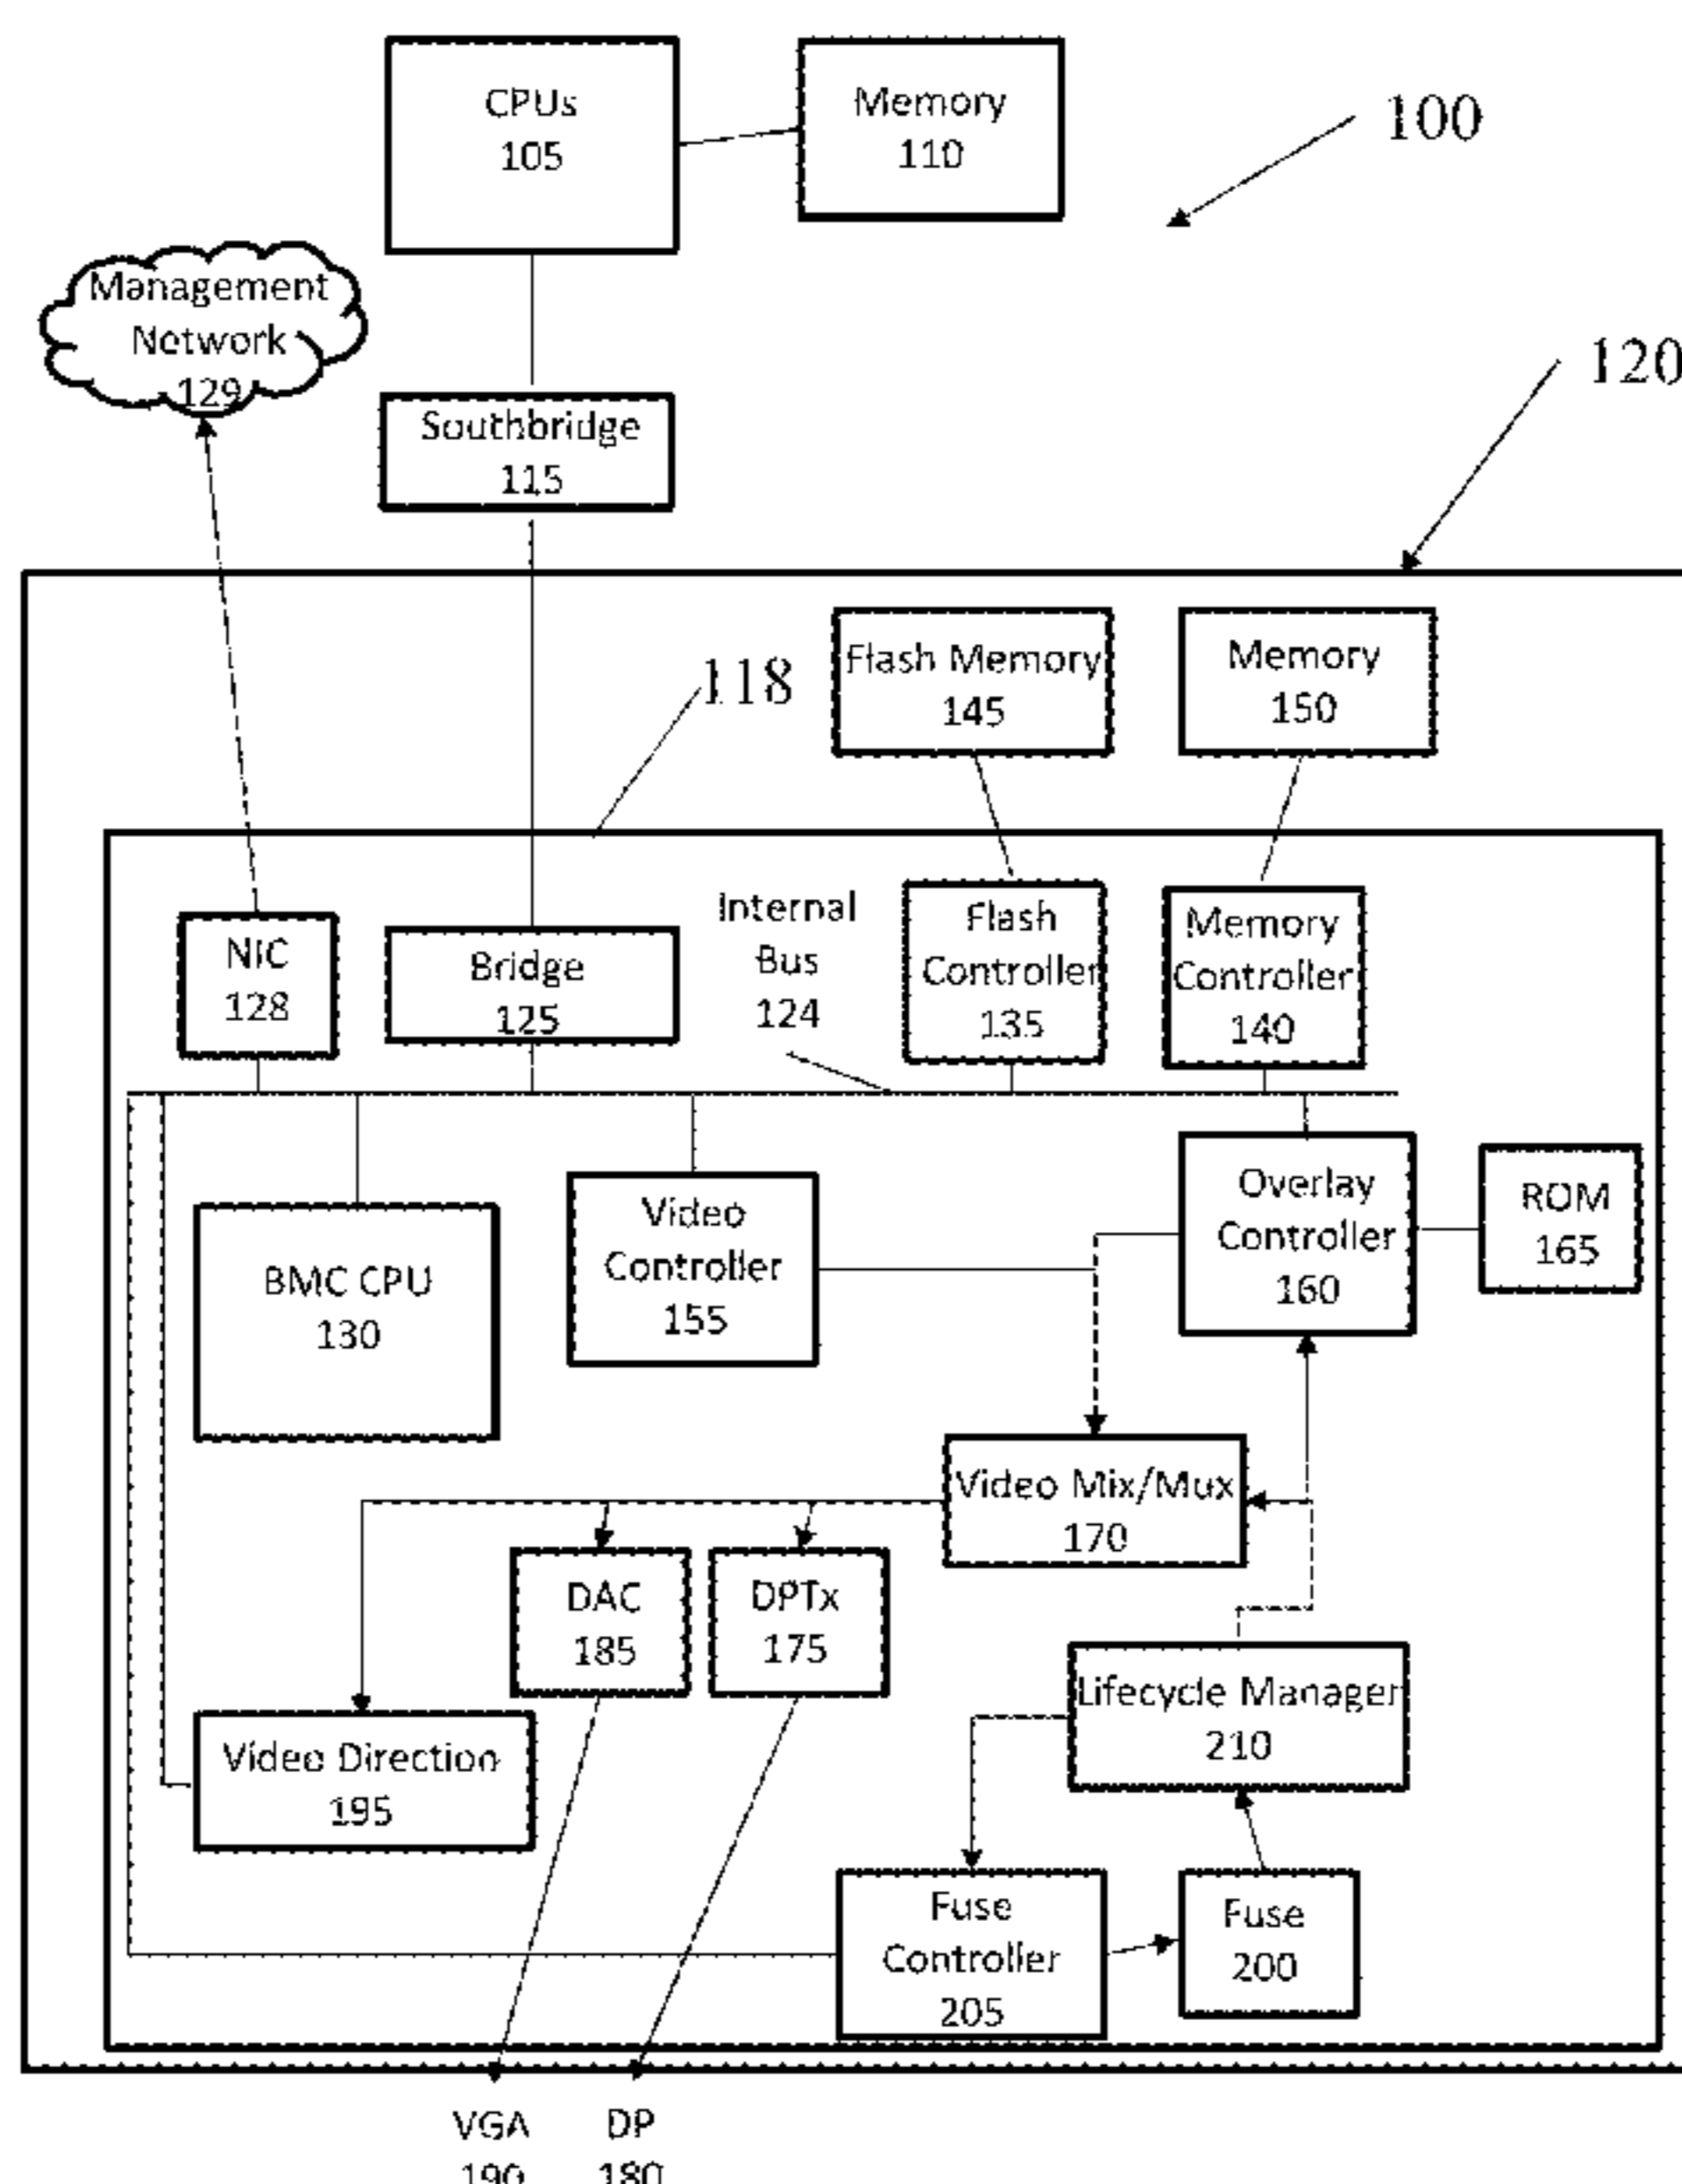 CPUs
105
Memory
110
100
Management
Network
129
120
Southbridge
115
118
Flash Memory
145
Memory
150
NIC
128
Bridge
125
Internal
Bus
124
Flash
Controller
135
Memory
Controller
140
BMC CPU
130
Video
Controller
155
Overlay
Controller
160
ROM
165
Video Mix/Mux
170
DAC
185
DPTx
175
Lifecycle Manager
210
Video Direction
195
Fuse
Controller
205
Fuse
200
VGA
190
DP
180